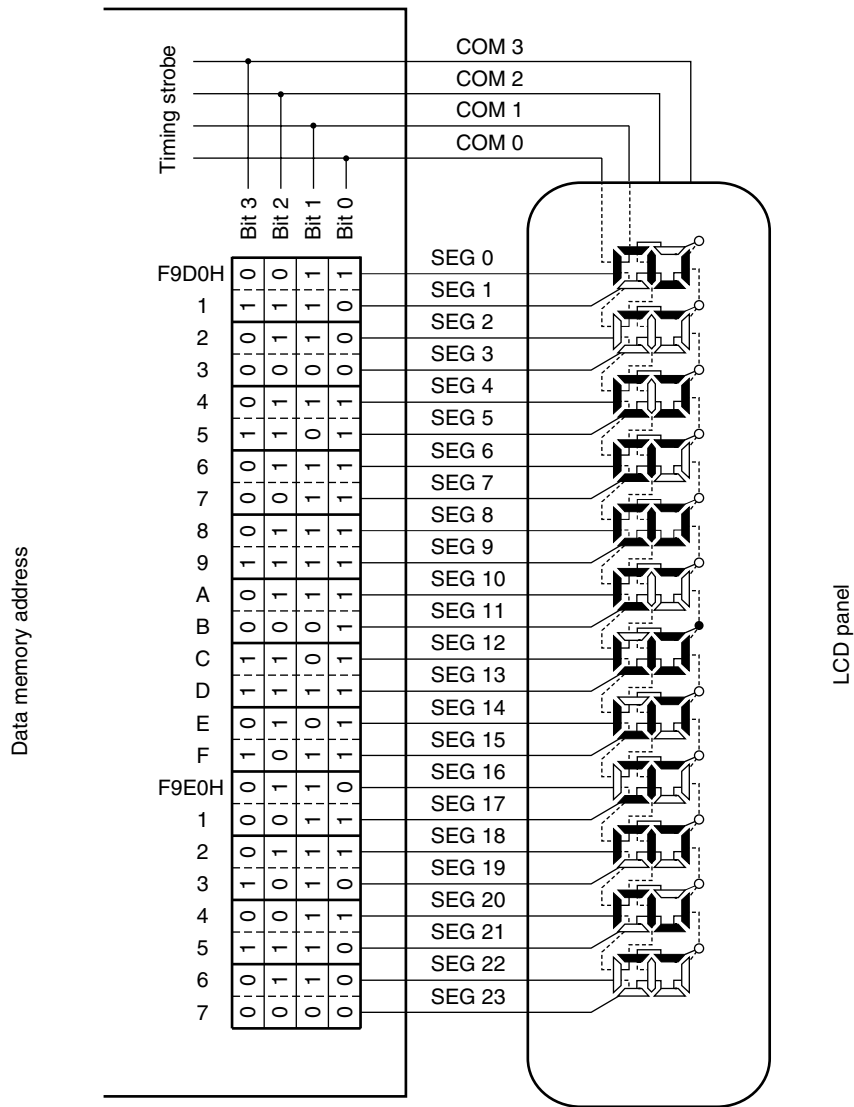 COM 3
COM 2
COM 1
COM 0
Timing strobe
Bit 3 Bit 2 Bit 1 Bit 0
F9D0H 0 0 1 1 SEG 0
1 1 1 1 0 SEG 1
2 0 1 1 0 SEG 2
3 0 0 0 0 SEG 3
4 0 1 1 1 SEG 4
5 1 1 0 1 SEG 5
6 0 1 1 1 SEG 6
7 0 0 1 1 SEG 7
8 0 1 1 1 SEG 8
9 1 1 1 1 SEG 9
A 0 1 1 1 SEG 10
B 0 0 0 1 SEG 11
C 1 1 0 1 SEG 12
D 1 1 1 1 SEG 13
E 0 1 0 1 SEG 14
F 1 0 1 1 SEG 15
F9E0H 0 1 1 0 SEG 16
1 0 0 1 1 SEG 17
2 0 1 1 1 SEG 18
3 1 0 1 0 SEG 19
4 0 0 1 1 SEG 20
5 1 1 1 0 SEG 21
6 0 1 1 0 SEG 22
7 0 0 0 0 SEG 23
Data memory address
LCD panel